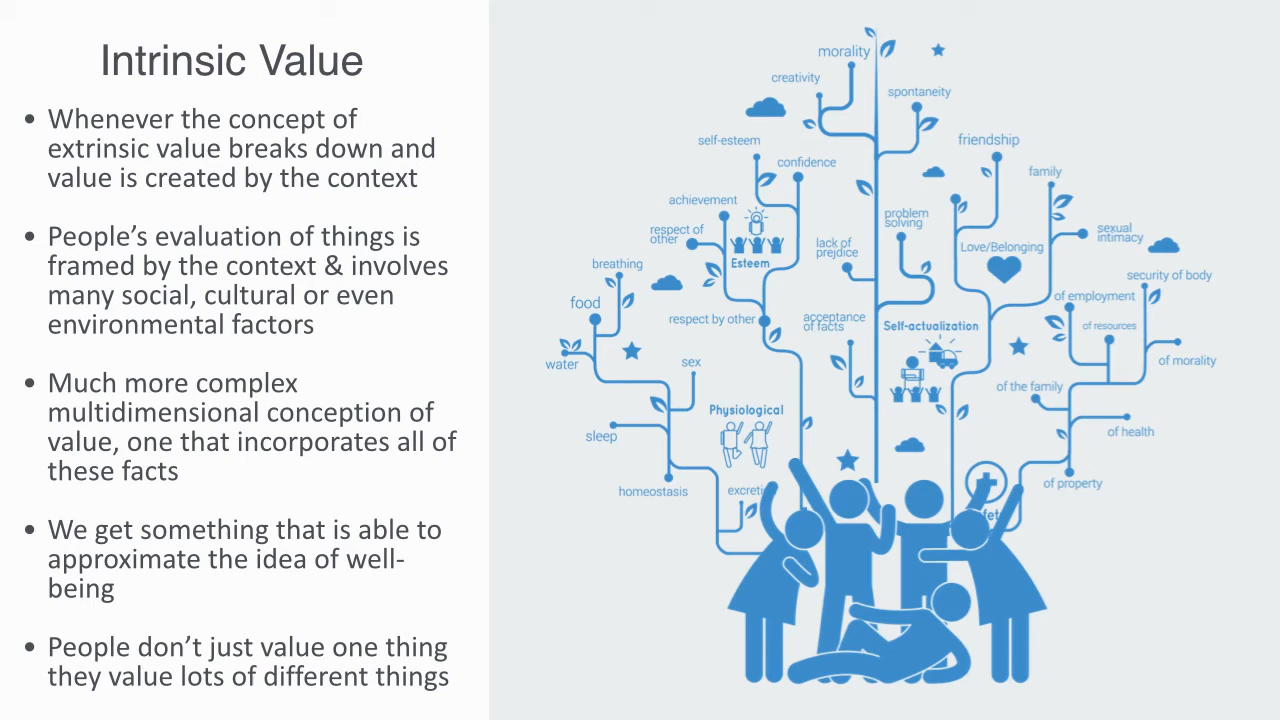 Intrinsic Value
• Whenever the concept of
extrinsic value breaks down and
value is created by the context
• People’s evaluation of things is
framed by the context & involves
many social, cultural or even
environmental factors
• Much more complex
multidimensional conception of
value, one that incorporates all of
these facts
• We get something that is able to
approximate the idea of well-
being
• People don’t just value one thing
they value lots of different things
morality
creativity
spontaneity
self-esteem
confidence
friendship
family
achievement
respect of
other
Esteem
lack of
prejdice
problem
solving
Love/Belonging
sexual
intimacy
breathing
food
water
respect by other
acceptance
of facts
Self-actualization
security of body
of employment
of resources
of morality
sex
Physiological
of the family
sleep
of health
homeostasis
of property